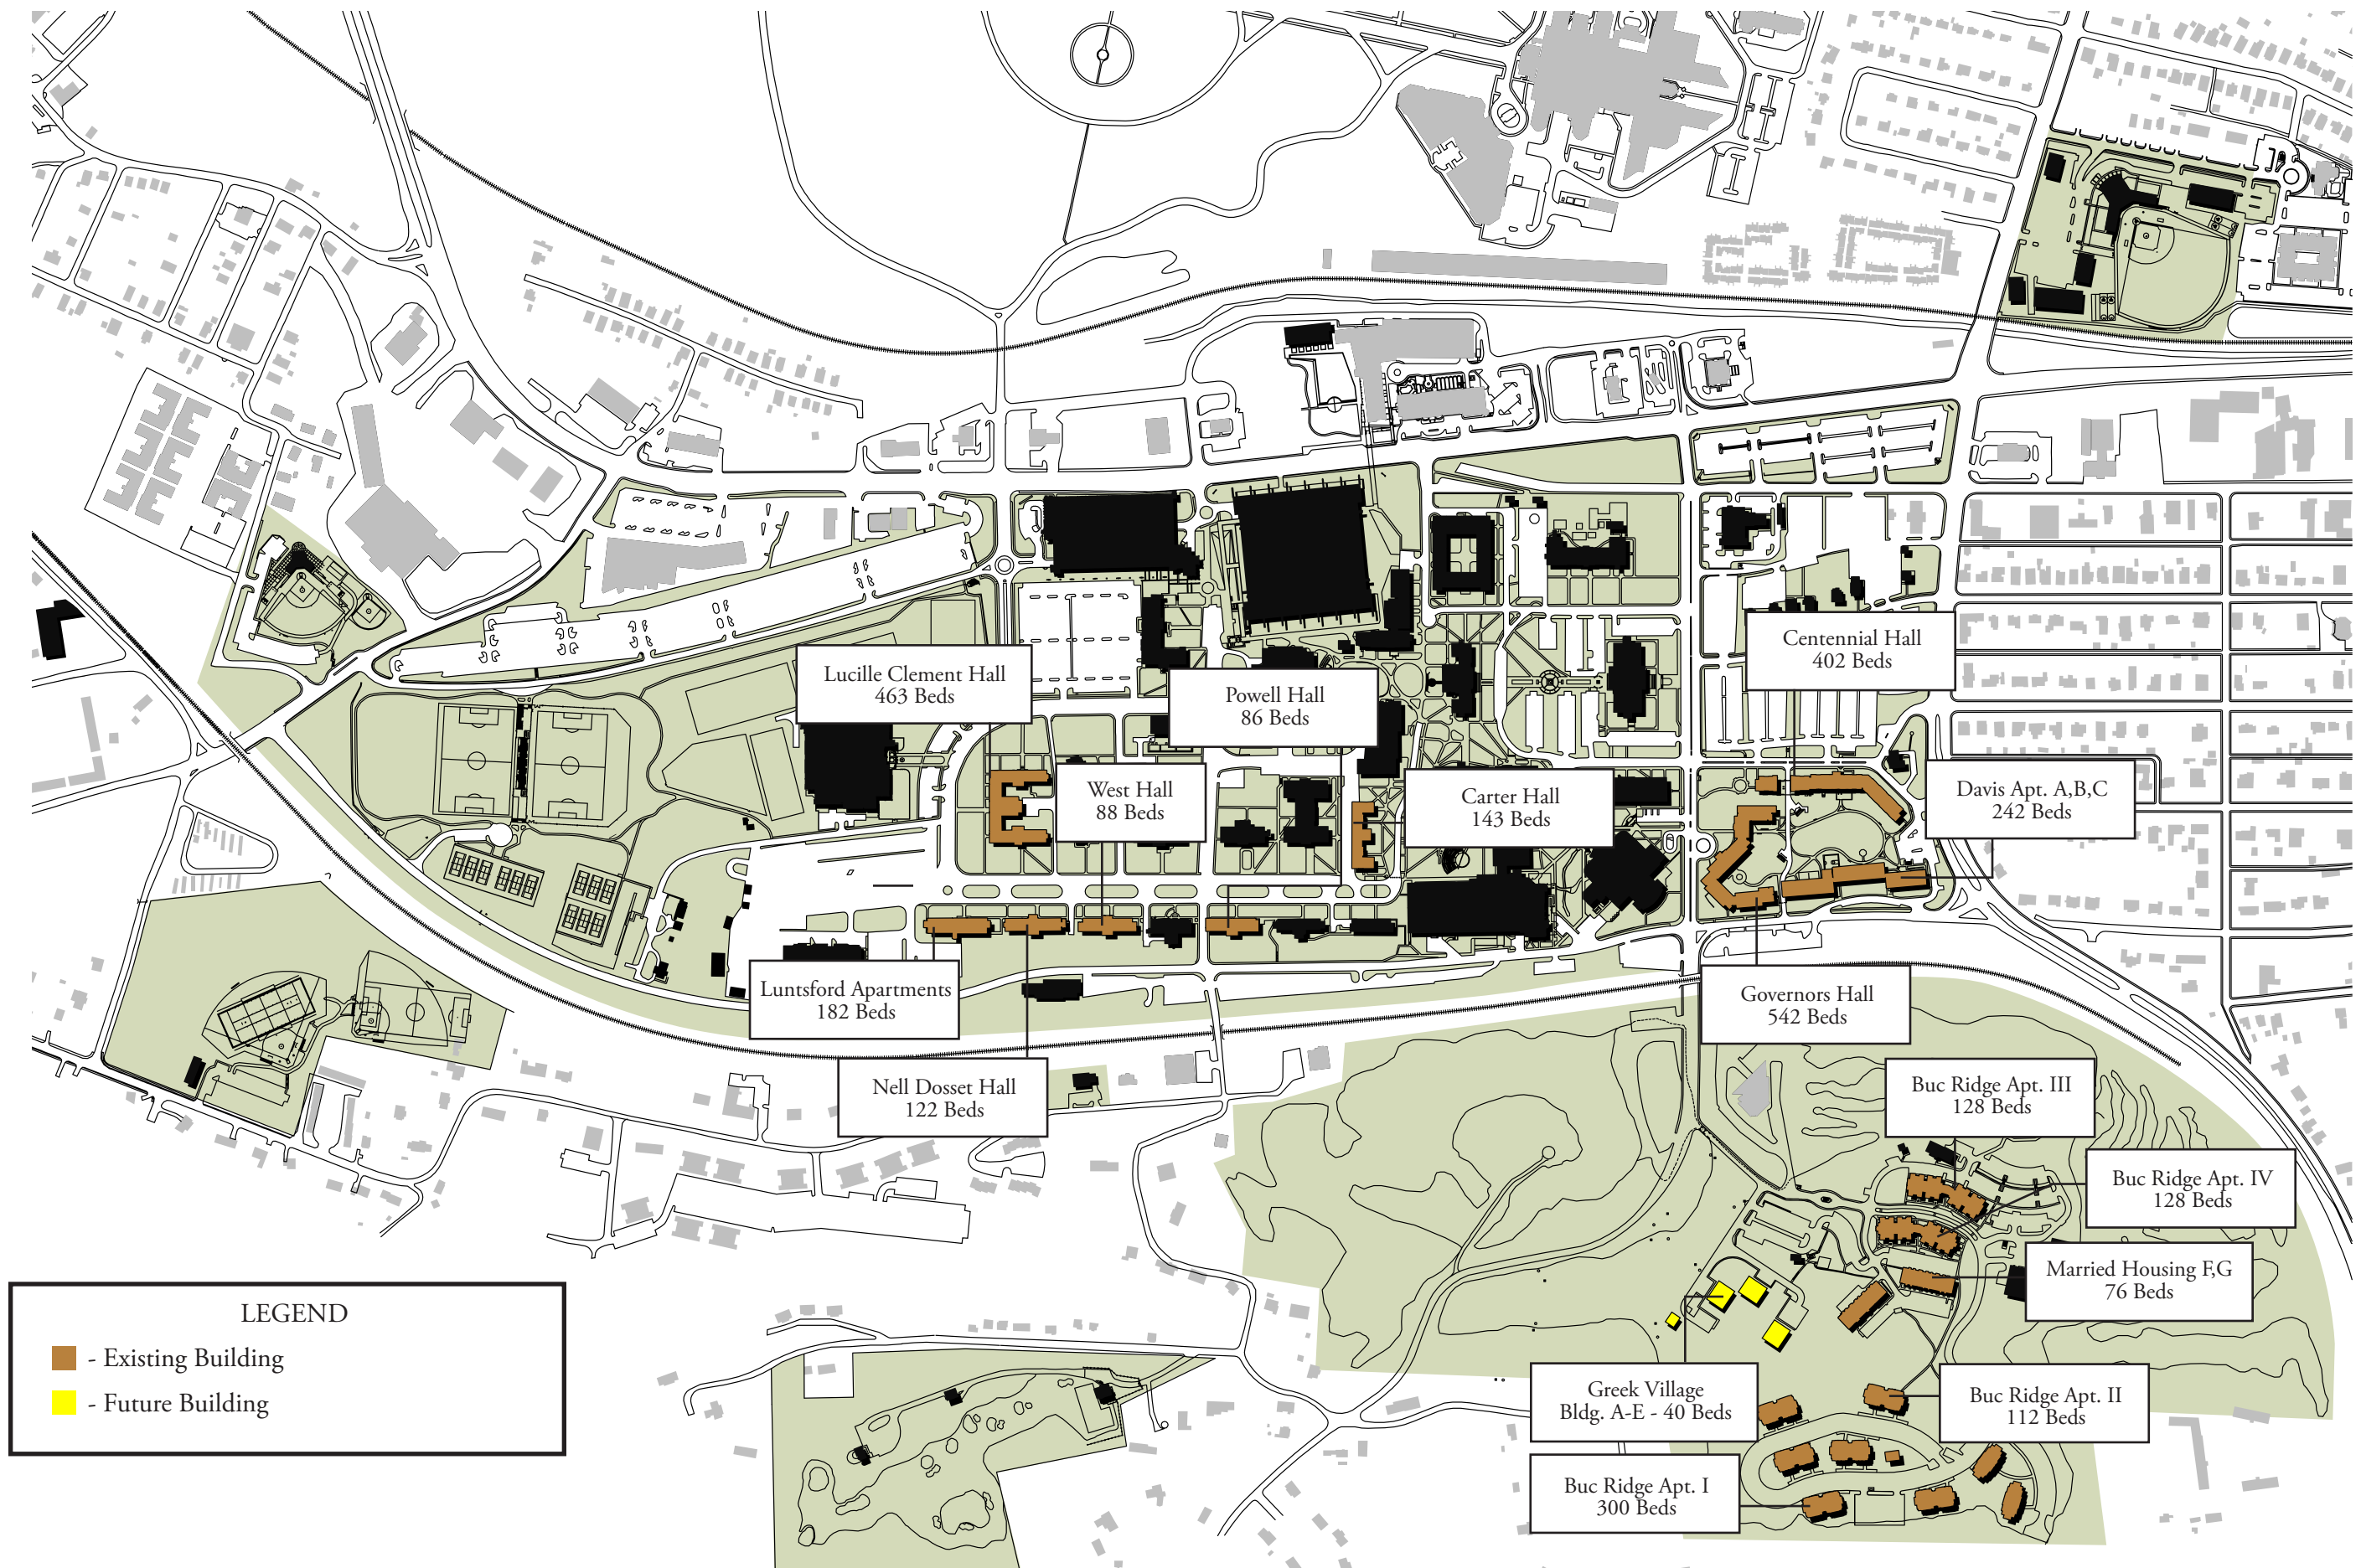 Centennial Hall
402 Beds
Lucille Clement Hall
463 Beds
Powell Hall
86 Beds
West Hall
88 Beds
Carter Hall
143 Beds
Davis Apt. A,B,C
242 Beds
Luntsford Apartments
182 Beds
Governors Hall
542 Beds
Nell Dosset Hall
122 Beds
Buc Ridge Apt. III
128 Beds
Buc Ridge Apt. IV
128 Beds
Married Housing F,G
76 Beds
Greek Village
Bldg. A-E - 40 Beds
Buc Ridge Apt. II
112 Beds
Buc Ridge Apt. I
300 Beds
LEGEND
- Existing Building
- Future Building